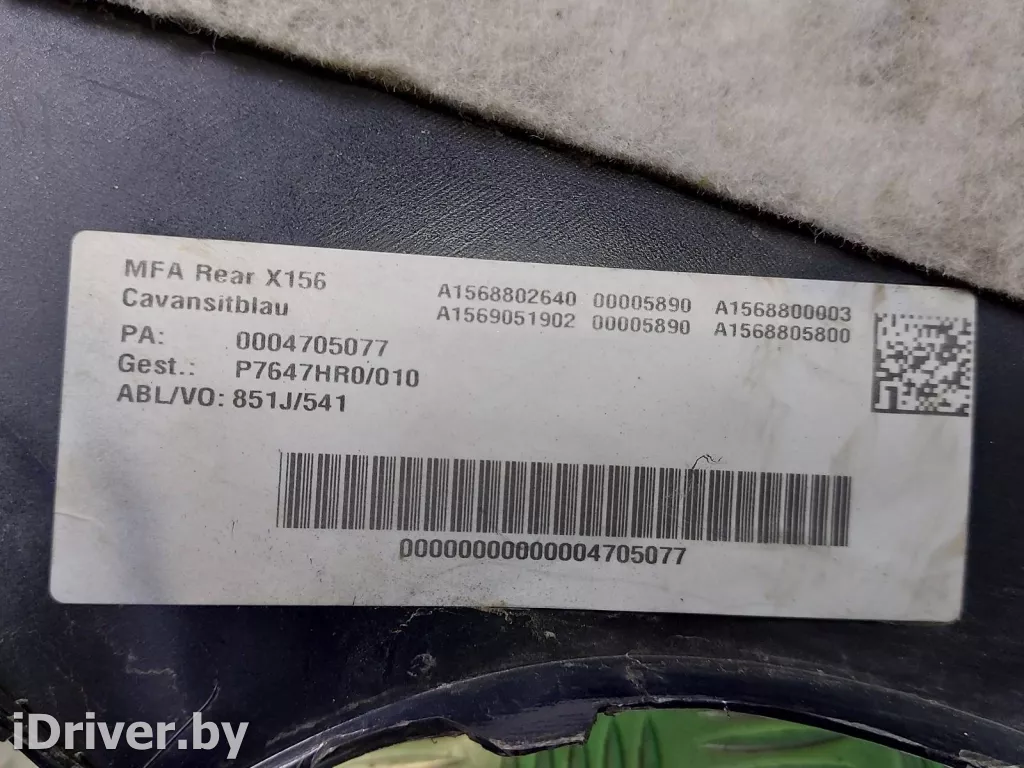 MFA Rear X156
Cavansitblau
PA: 0004705077
Gest.: P7647HR0/010
ABL/VO: 851J/541
A1568802640 00005890 A1568800003
A1569051902 00005890 A1568805800
00000000000004705077
iDriver.by